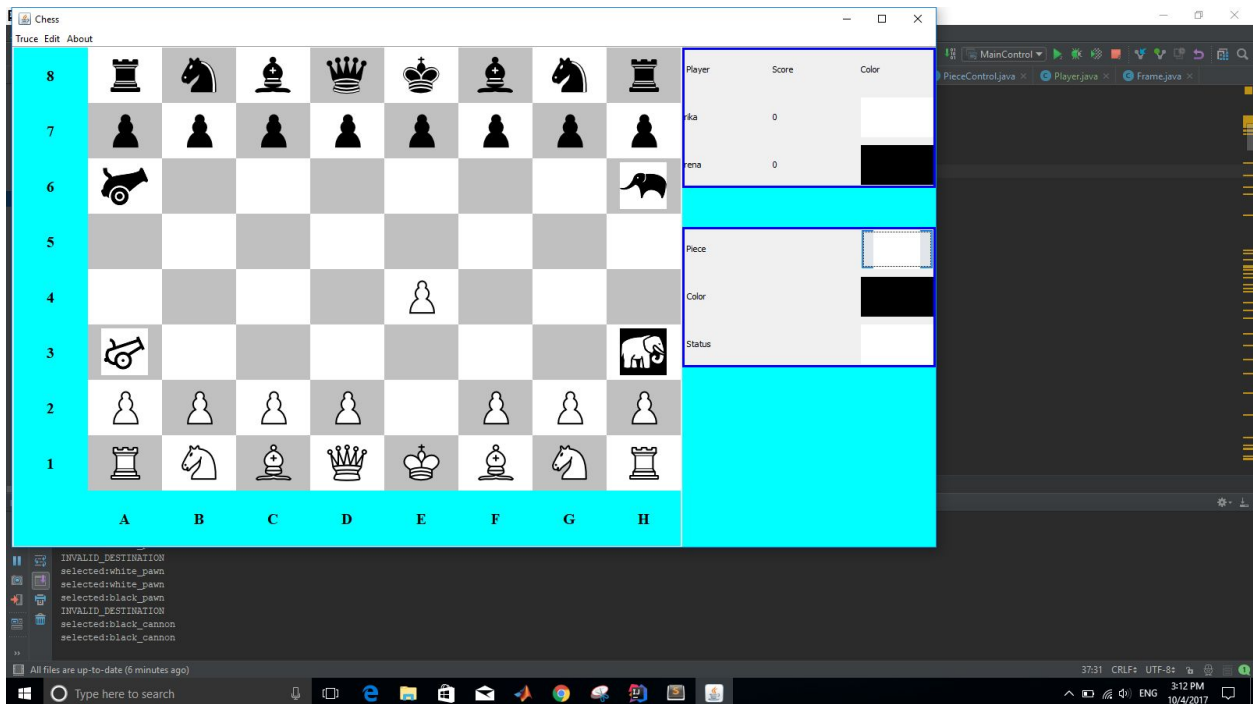 Chess
Truce Edit About
8
7
6
5
4
3
2
1
A B C D E F G H
Player Score Color
rika 0
rena 0
Piece
Color
Status
MainControl
PieceControl.java Player.java Frame.java
INVALID_DESTINATION
selected:white_pawn
selected:white_pawn
selected:black_pawn
INVALID_DESTINATION
selected:black_cannon
selected:black_cannon
All files are up-to-date (6 minutes ago)
37:31 CRLF UTF-8
Type here to search
ENG
3:12 PM
10/4/2017